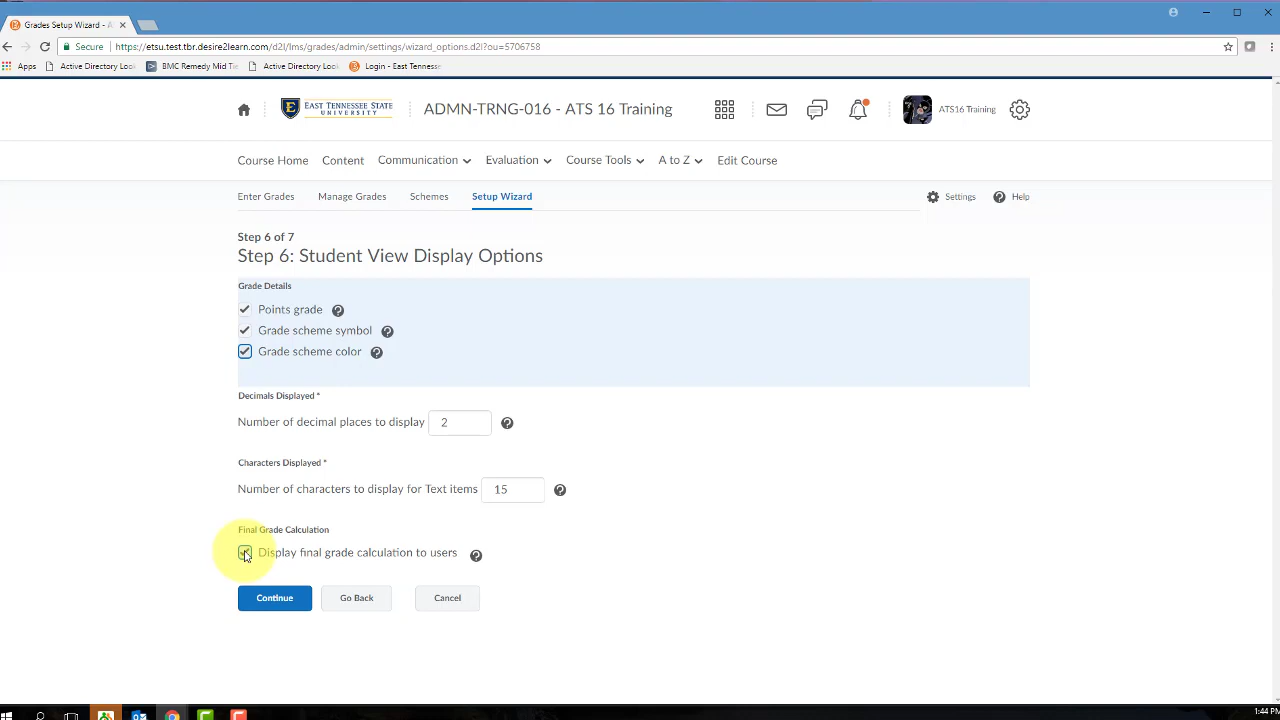 Grades Setup Wizard - A
Secure
https://etsu.test.tbr.desire2learn.com/d2l/lms/grades/admin/settings/wizard_options.d2l?ou=5706758
Apps
Active Directory Look
BMC Remedy Mid Tie
Active Directory Look
Login - East Tennesse
EAST TENNESSEE STATE
UNIVERSITY
ADMN-TRNG-016 - ATS 16 Training
ATS16 Training
Course Home
Content
Communication
Evaluation
Course Tools
A to Z
Edit Course
Enter Grades
Manage Grades
Schemes
Setup Wizard
Settings
Help
Step 6 of 7
Step 6: Student View Display Options
Grade Details
Points grade
Grade scheme symbol
Grade scheme color
Decimals Displayed *
Number of decimal places to display 2
Characters Displayed *
Number of characters to display for Text items 15
Final Grade Calculation
Display final grade calculation to users
Continue
Go Back
Cancel
1:44 PM